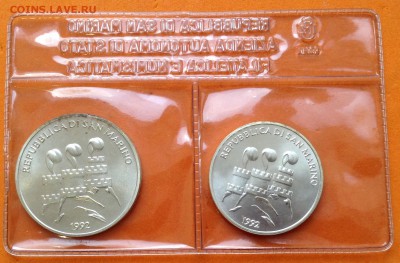 COINS.LAVE.RU
REPUBBLICA DI SAN MARINO
AZIENDA AUTONOMA DI STATO
FILATELICA E NUMISMATICA
REPUBBLICA DI SAN MARINO
1992
REPUBBLICA DI SAN MARINO
1992